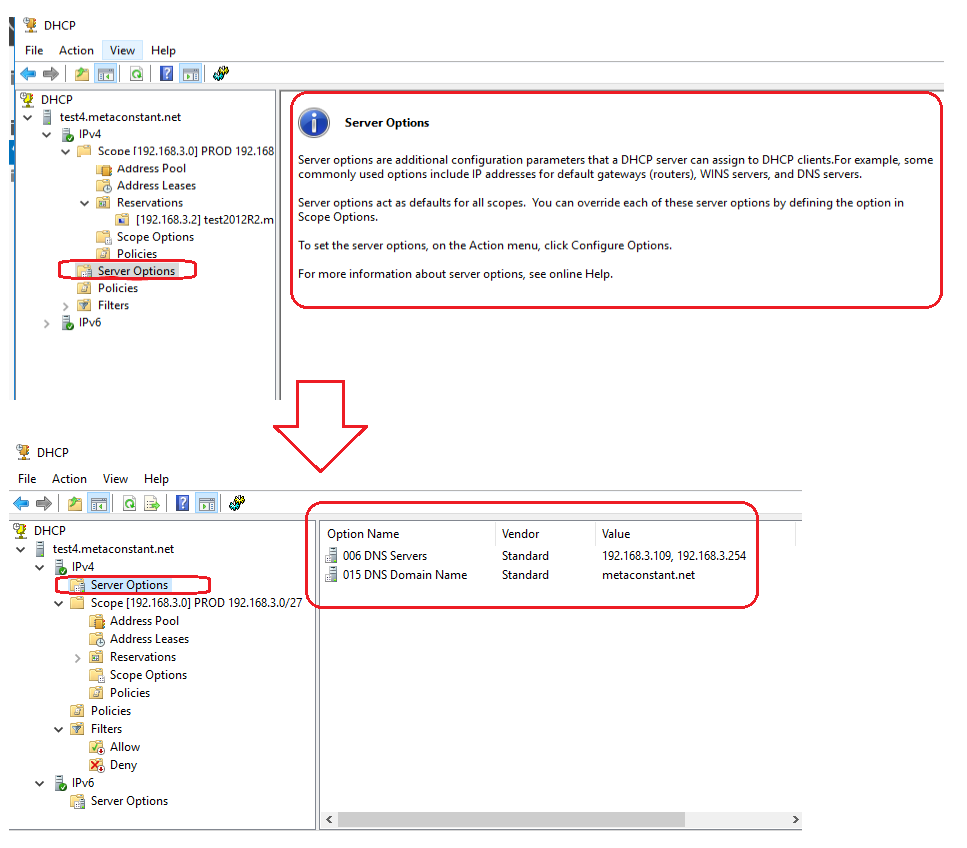 DHCP
File Action View Help
DHCP
test4.metaconstant.net
IPv4
Scope [192.168.3.0] PROD 192.168
Address Pool
Address Leases
Reservations
[192.168.3.2] test2012R2.m
Scope Options
Policies
Server Options
Policies
Filters
IPv6
Server Options
Server options are additional configuration parameters that a DHCP server can assign to DHCP clients.For example, some
commonly used options include IP addresses for default gateways (routers), WINS servers, and DNS servers.
Server options act as defaults for all scopes.  You can override each of these server options by defining the option in
Scope Options.
To set the server options, on the Action menu, click Configure Options.
For more information about server options, see online Help.
DHCP
File Action View Help
DHCP
test4.metaconstant.net
IPv4
Server Options
Scope [192.168.3.0] PROD 192.168.3.0/27
Address Pool
Address Leases
Reservations
Scope Options
Policies
Policies
Filters
Allow
Deny
IPv6
Server Options
Option Name Vendor Value
006 DNS Servers Standard 192.168.3.109, 192.168.3.254
015 DNS Domain Name Standard metaconstant.net